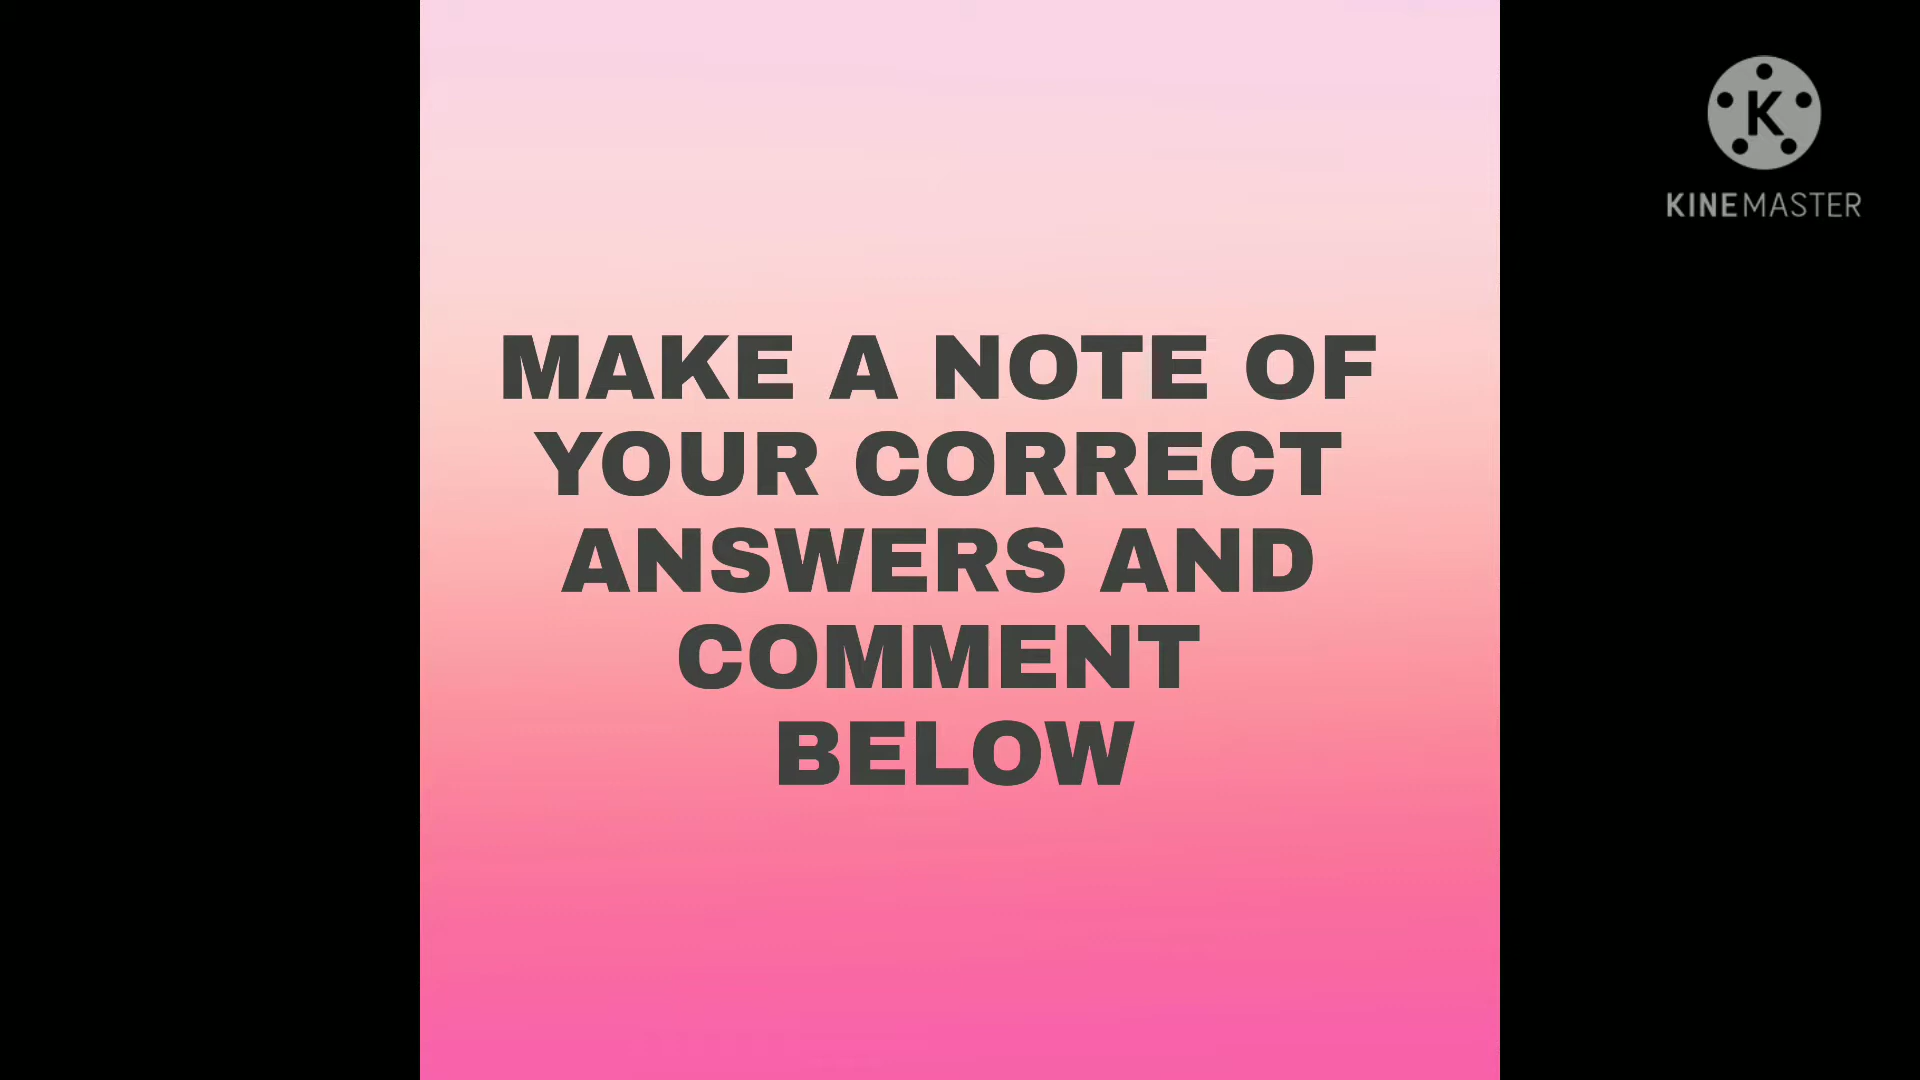 MAKE A NOTE OF
YOUR CORRECT
ANSWERS AND
COMMENT
BELOW
K
KINEMASTER